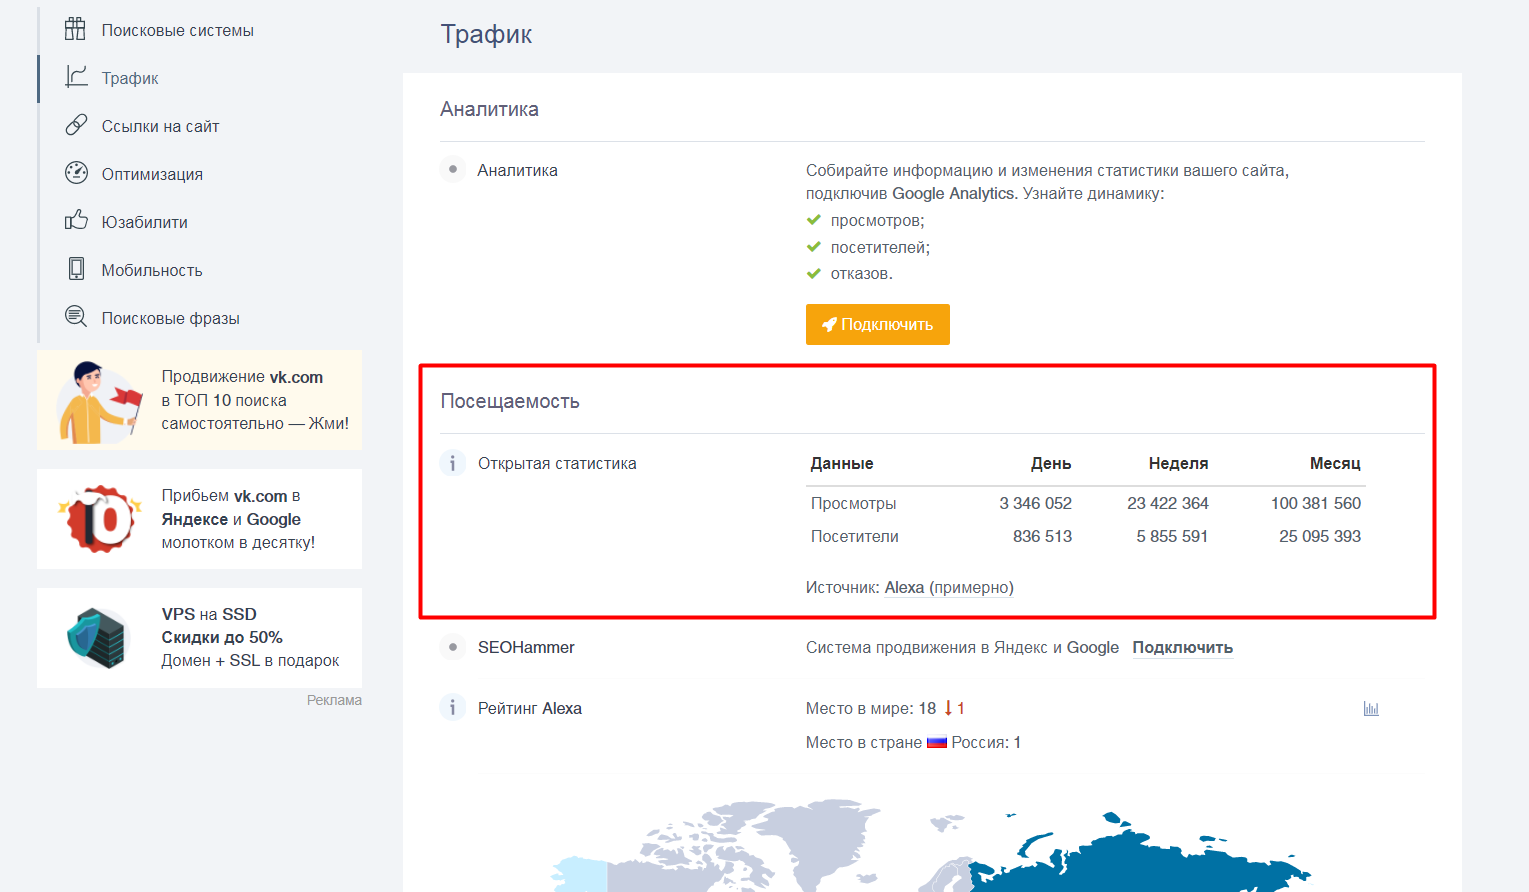 Поисковые системы
Трафик
Ссылки на сайт
Оптимизация
Юзабилити
Мобильность
Поисковые фразы
Продвижение vk.com
в ТОП 10 поиска
самостоятельно — Жми!
10
Прибьем vk.com в
Яндексе и Google
молотком в десятку!
VPS на SSD
Скидки до 50%
Домен + SSL в подарок
Реклама
Трафик
Аналитика
Аналитика
Собирайте информацию и изменения статистики вашего сайта,
подключив Google Analytics. Узнайте динамику:
просмотров;
посетителей;
отказов.
Подключить
Посещаемость
Открытая статистика
Данные День Неделя Месяц
Просмотры 3 346 052 23 422 364 100 381 560
Посетители 836 513 5 855 591 25 095 393
Источник: Alexa (примерно)
SEOHammer
Система продвижения в Яндекс и Google Подключить
Рейтинг Alexa
Место в мире: 18 1
Место в стране Россия: 1